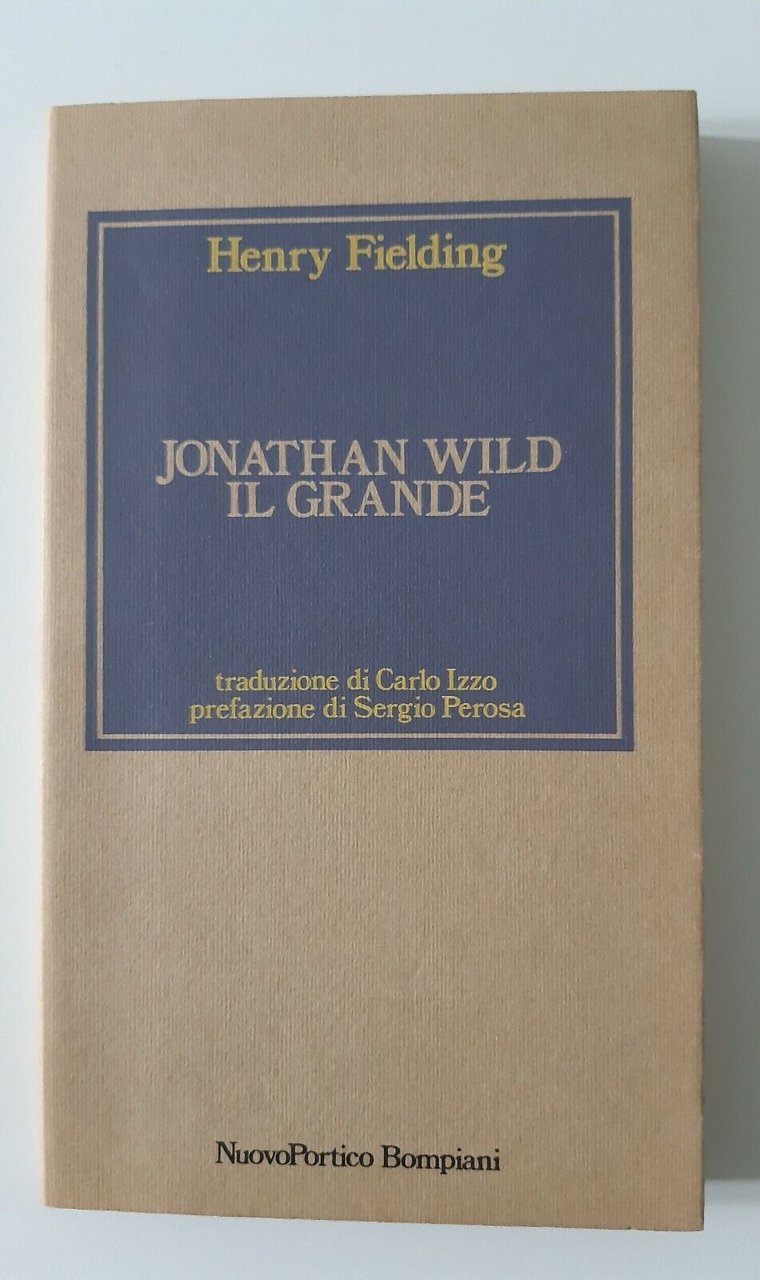 Henry Fielding
JONATHAN WILD
IL GRANDE
traduzione di Carlo Izzo
prefazione di Sergio Perosa
NuovoPortico Bompiani